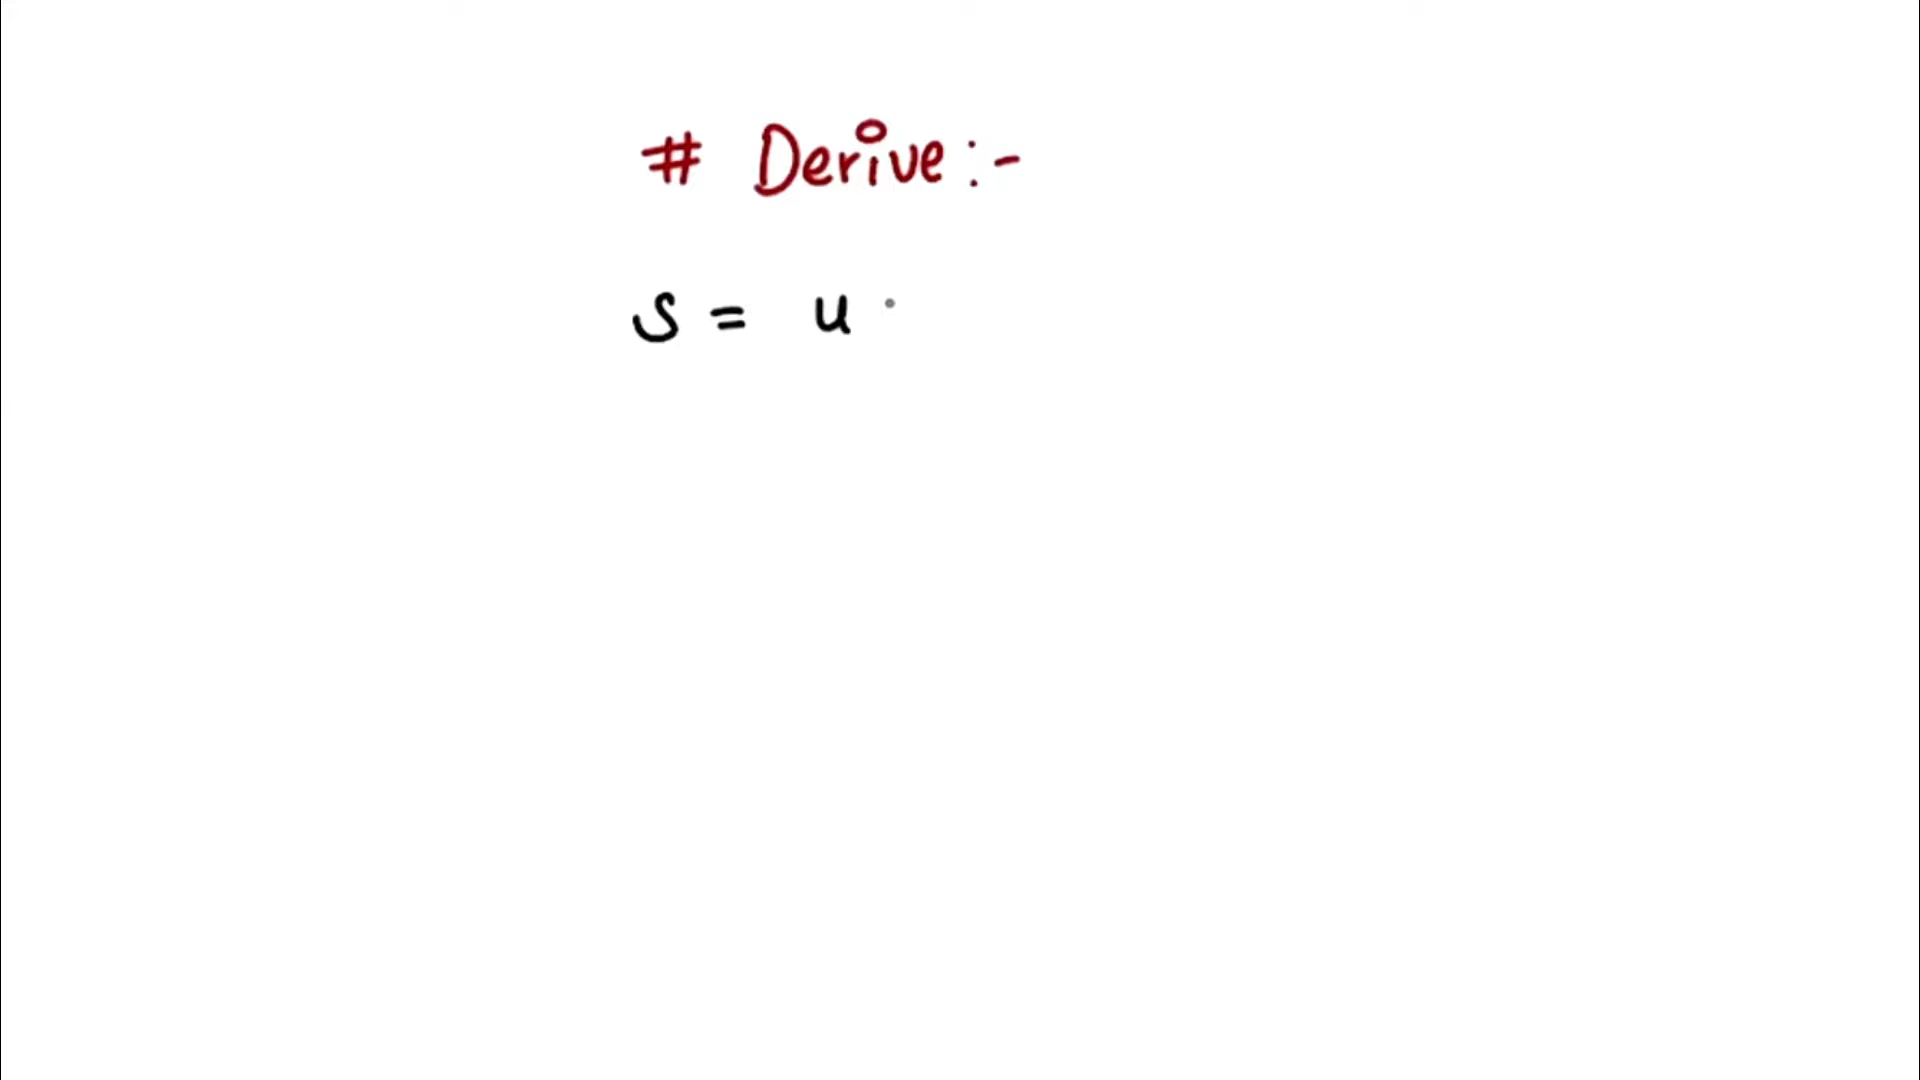 # Derive :-
S = u